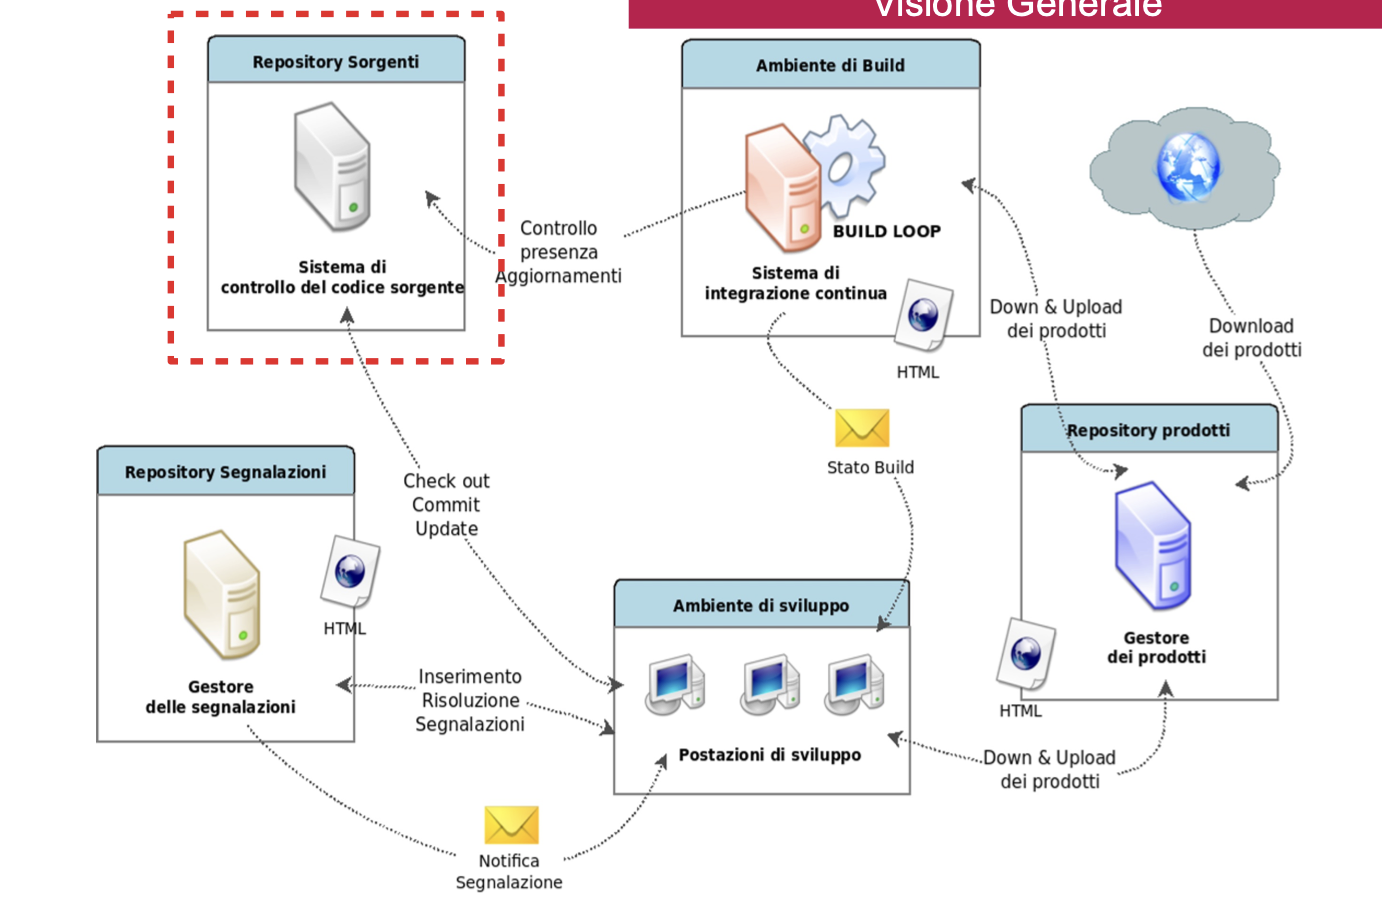 Visione Generale
Repository Sorgenti
Sistema di
controllo del codice sorgente
Controllo
presenza
Aggiornamenti
Ambiente di Build
BUILD LOOP
Sistema di
integrazione continua
HTML
Down & Upload
dei prodotti
Download
dei prodotti
Stato Build
Repository prodotti
Gestore
dei prodotti
HTML
Repository Segnalazioni
HTML
Gestore
delle segnalazioni
Check out
Commit
Update
Inserimento
Risoluzione
Segnalazioni
Ambiente di sviluppo
Postazioni di sviluppo
Down & Upload
dei prodotti
Notifica
Segnalazione